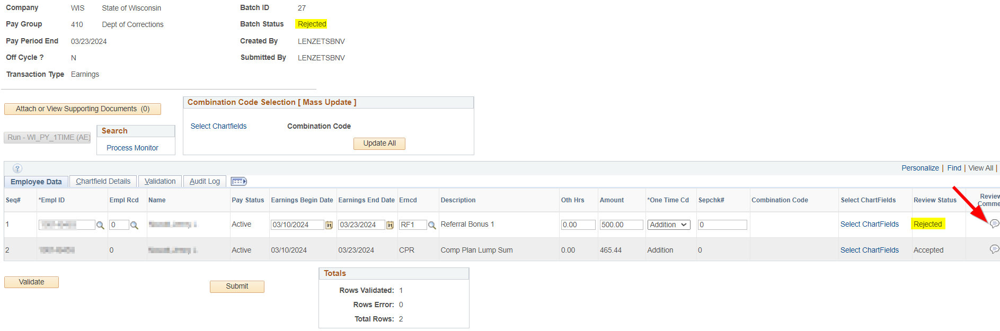 Company WIS State of Wisconsin Batch ID 27
Pay Group 410 Dept of Corrections Batch Status Rejected
Pay Period End 03/23/2024 Created By LENZETSBNV
Off Cycle ? N Submitted By LENZETSBNV
Transaction Type Earnings
Combination Code Selection [ Mass Update ]
Attach or View Supporting Documents (0)
Select Chartfields Combination Code
Search
Run - WI_PY_1TIME (AE)
Update All
Process Monitor
? Personalize | Find | View All |
Employee Data Chartfield Details Validation Audit Log
Seq# *Empl ID Empl Rcd Name Pay Status Earnings Begin Date Earnings End Date Erncd Description Oth Hrs Amount *One Time Cd Sepchk# Combination Code Select ChartFields Review Status Review
Comme
1 0 Active 03/10/2024 31 03/23/2024 31 RF1 Referral Bonus 1 0.00 500.00 Addition 0 Select ChartFields Rejected
2 0 Active 03/10/2024 03/23/2024 CPR Comp Plan Lump Sum 0.00 465.44 Addition 0 Select ChartFields Accepted
Totals
Validate
Submit
Rows Validated: 1
Rows Error: 0
Total Rows: 2